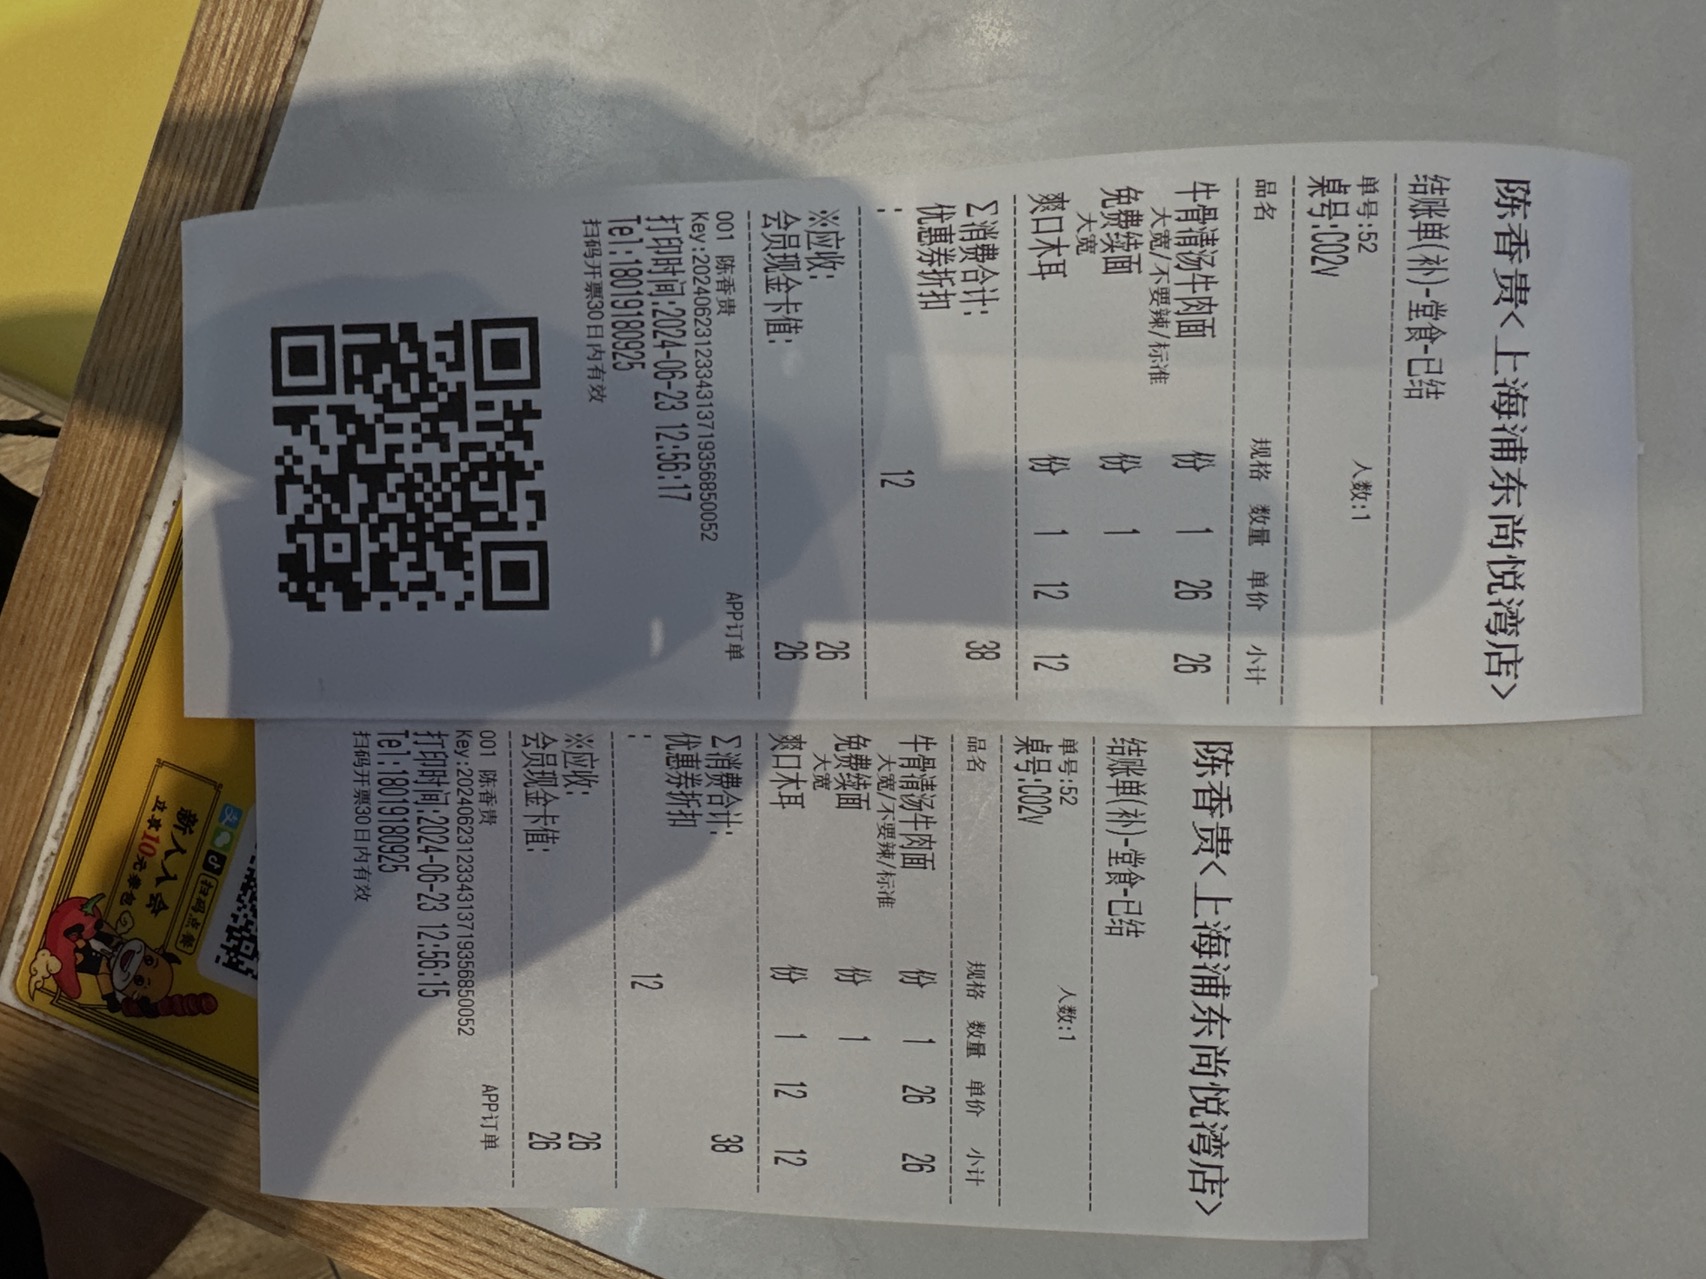 陈香贵<上海浦东尚悦湾店>
结账单(补)-堂食-已结
单号:52 人数:1
桌号:C02V
品名 规格 数量 单价 小计
牛骨清汤牛肉面 份 1 26 26
大宽/不要辣/标准
免费续面 份 1
大宽
爽口木耳 份 1 12 12
Σ消费合计: 38
优惠券折扣
: 12
※应收: 26
会员现金卡值: 26
001 陈香贵 APP订单
Key:2024062312334313719356850052
打印时间:2024-06-23 12:56:17
Tel:18019180925
扫码开票30日内有效
陈香贵<上海浦东尚悦湾店>
结账单(补)-堂食-已结
单号:52 人数:1
桌号:C02V
品名 规格 数量 单价 小计
牛骨清汤牛肉面 份 1 26 26
大宽/不要辣/标准
免费续面 份 1
大宽
爽口木耳 份 1 12 12
Σ消费合计: 38
优惠券折扣
: 12
※应收: 26
会员现金卡值: 26
001 陈香贵 APP订单
Key:2024062312334313719356850052
打印时间:2024-06-23 12:56:15
Tel:18019180925
扫码开票30日内有效
扫码点餐
新人入会
立享10元券包